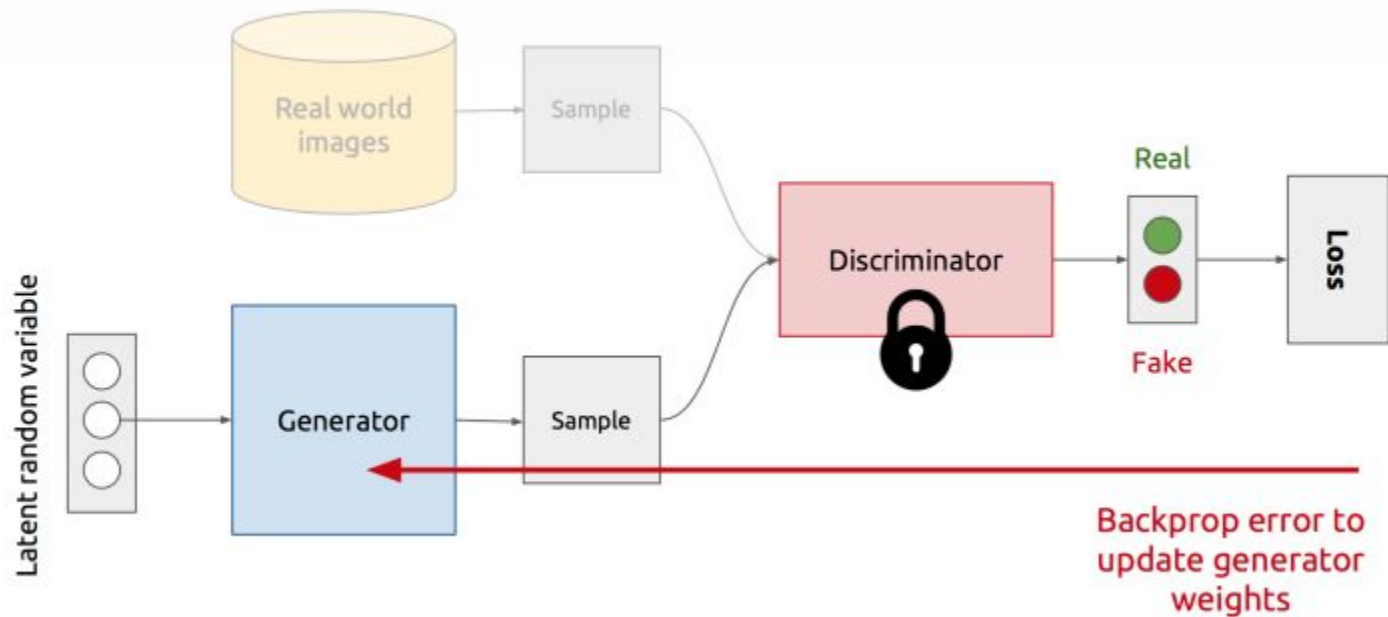 Real world
images
Sample
Real
Discriminator
Loss
Fake
Latent random variable
Generator
Sample
Backprop error to
update generator
weights